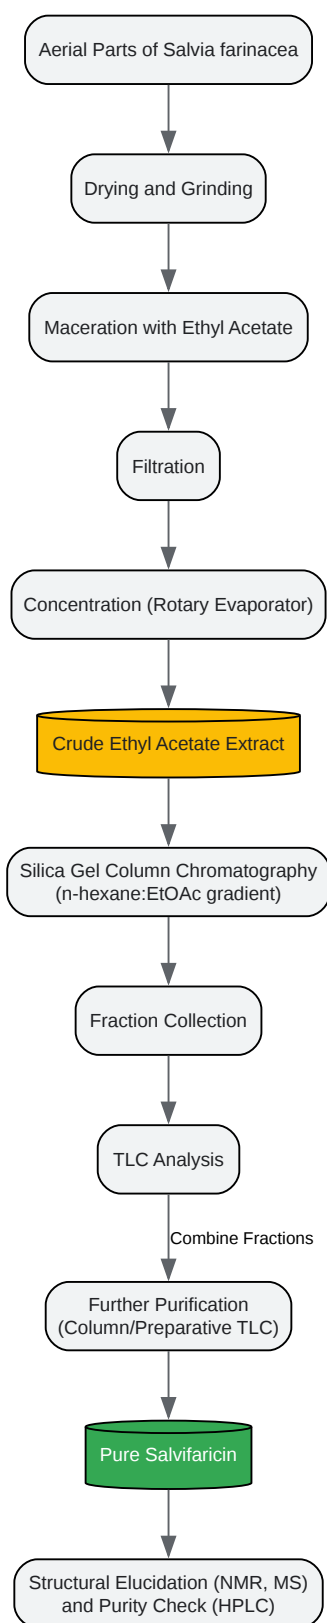 Aerial Parts of Salvia farinacea
Drying and Grinding
Maceration with Ethyl Acetate
Filtration
Concentration (Rotary Evaporator)
Crude Ethyl Acetate Extract
Silica Gel Column Chromatography
(n-hexane:EtOAc gradient)
Fraction Collection
TLC Analysis
Combine Fractions
Further Purification
(Column/Preparative TLC)
Pure Salvifaricin
Structural Elucidation (NMR, MS)
and Purity Check (HPLC)